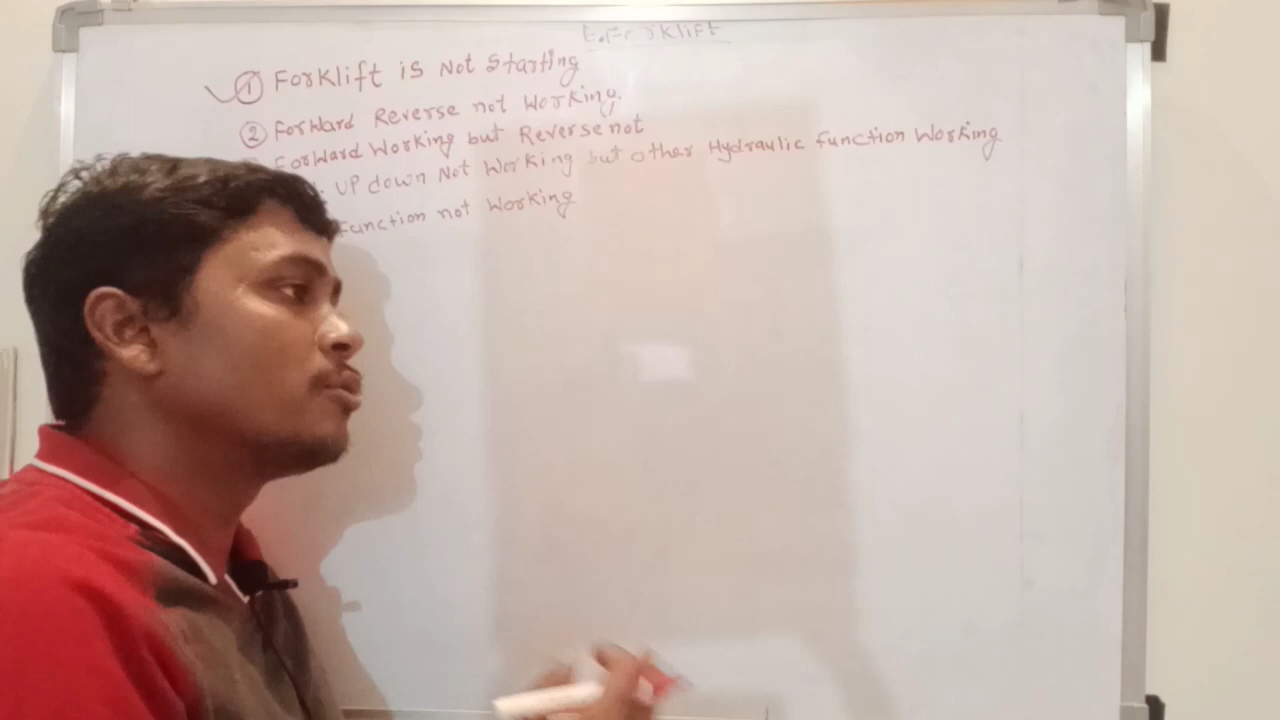 E.Forklift
① Forklift is Not Starting
② Forward Reverse not Working.
Forward Working but Reverse not
UP down Not Working but other Hydraulic function Working
Function not Working